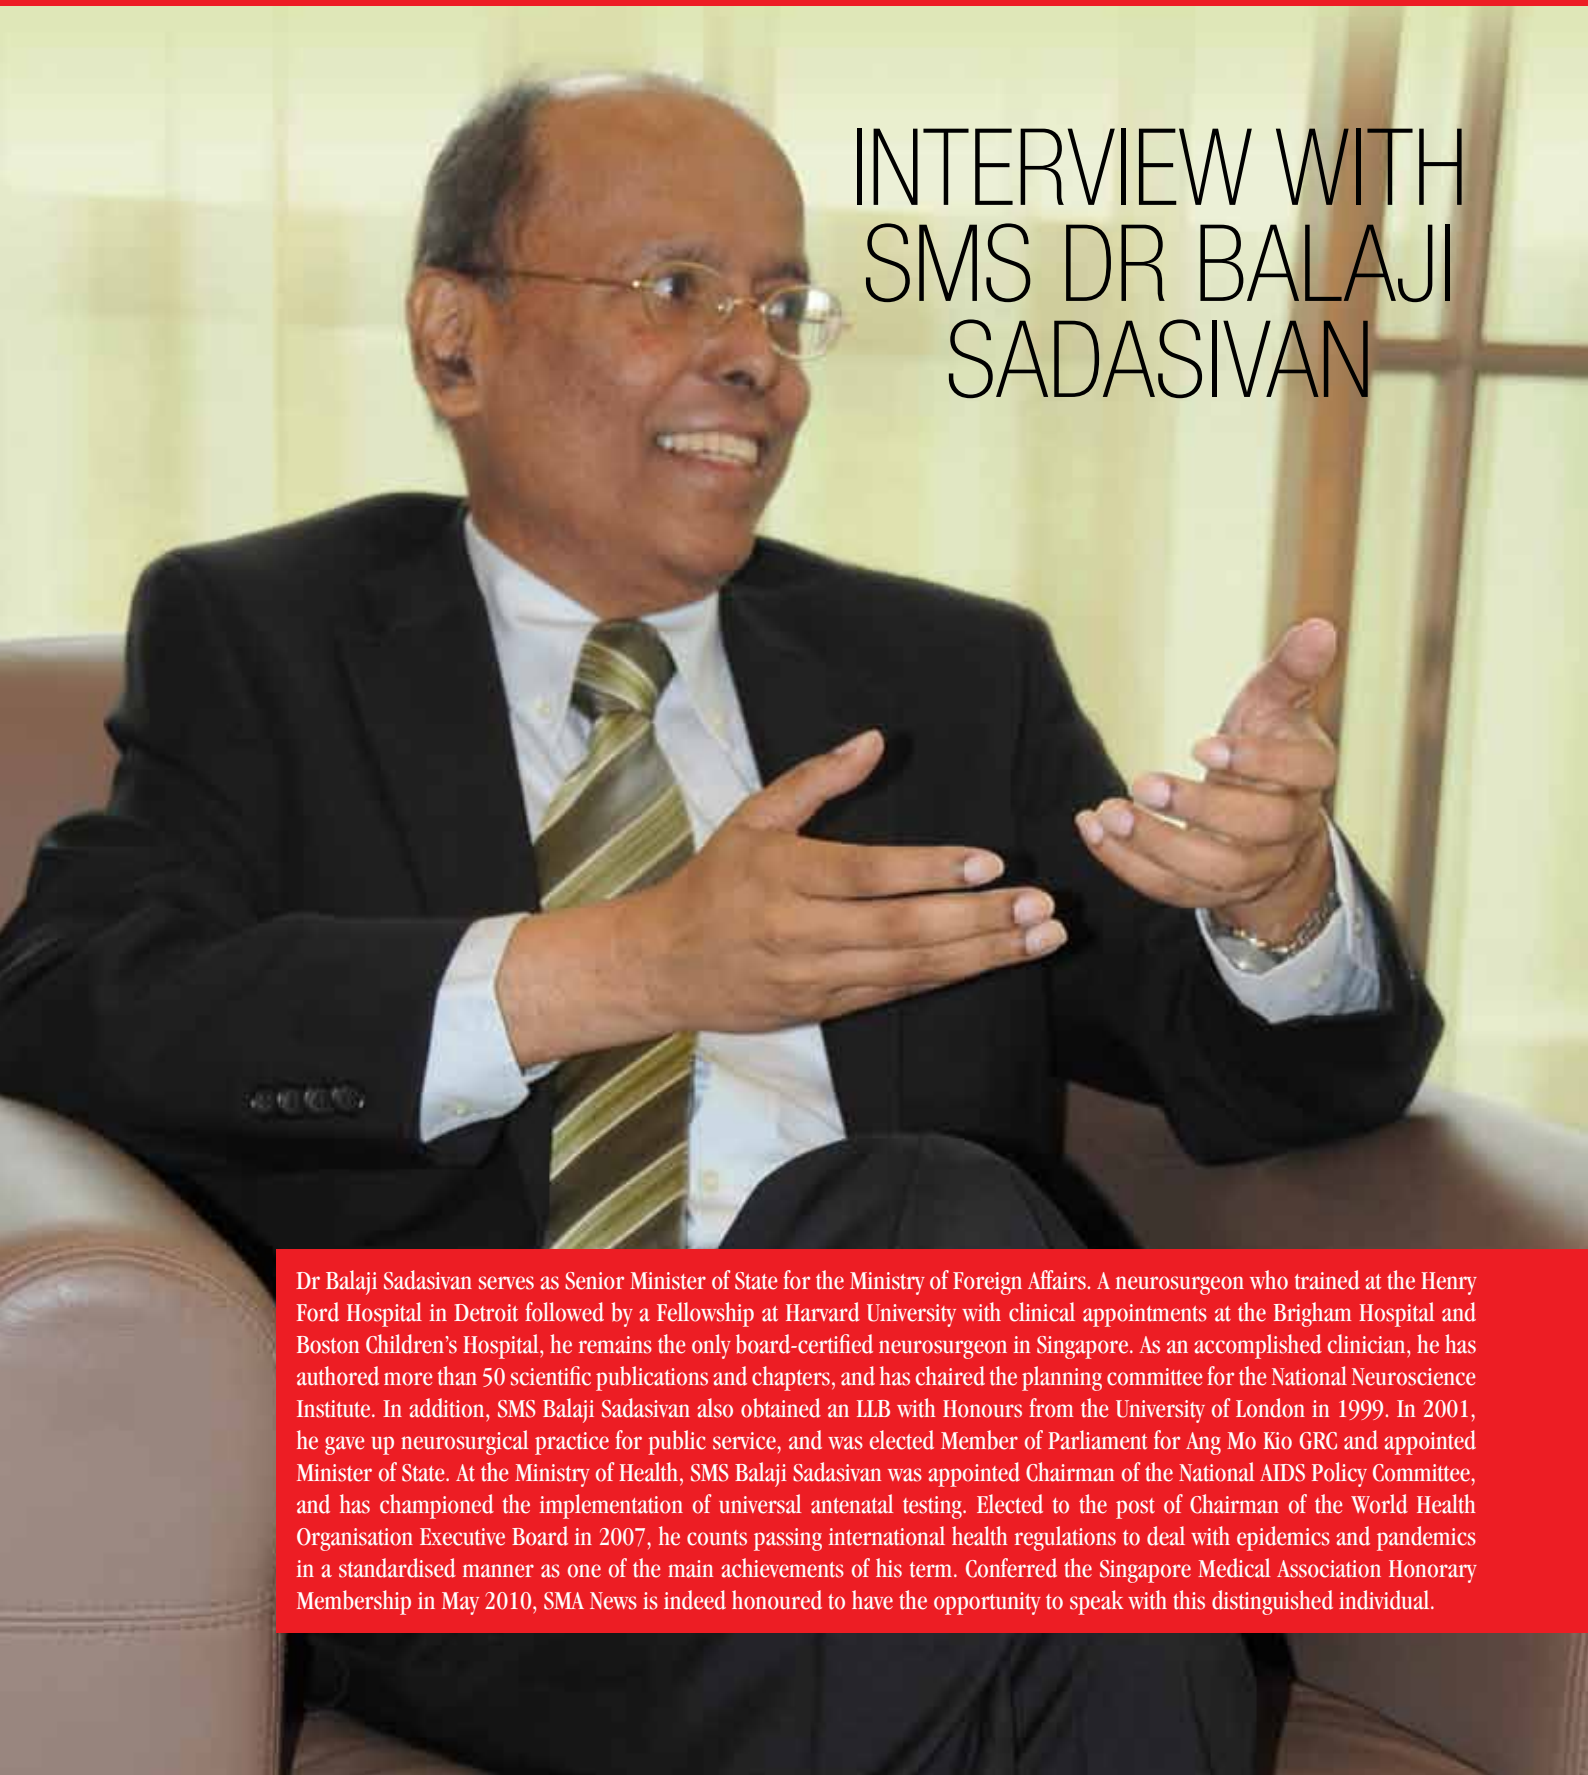 INTERVIEW WITH
SMS DR BALAJI
SADASIVAN
Dr Balaji Sadasivan serves as Senior Minister of State for the Ministry of Foreign Affairs. A neurosurgeon who trained at the Henry
Ford Hospital in Detroit followed by a Fellowship at Harvard University with clinical appointments at the Brigham Hospital and
Boston Children's Hospital, he remains the only board-certified neurosurgeon in Singapore. As an accomplished clinician, he has
authored more than 50 scientific publications and chapters, and has chaired the planning committee for the National Neuroscience
Institute. In addition, SMS Balaji Sadasivan also obtained an LLB with Honours from the University of London in 1999. In 2001,
he gave up neurosurgical practice for public service, and was elected Member of Parliament for Ang Mo Kio GRC and appointed
Minister of State. At the Ministry of Health, SMS Balaji Sadasivan was appointed Chairman of the National AIDS Policy Committee,
and has championed the implementation of universal antenatal testing. Elected to the post of Chairman of the World Health
Organisation Executive Board in 2007, he counts passing international health regulations to deal with epidemics and pandemics
in a standardised manner as one of the main achievements of his term. Conferred the Singapore Medical Association Honorary
Membership in May 2010, SMA News is indeed honoured to have the opportunity to speak with this distinguished individual.